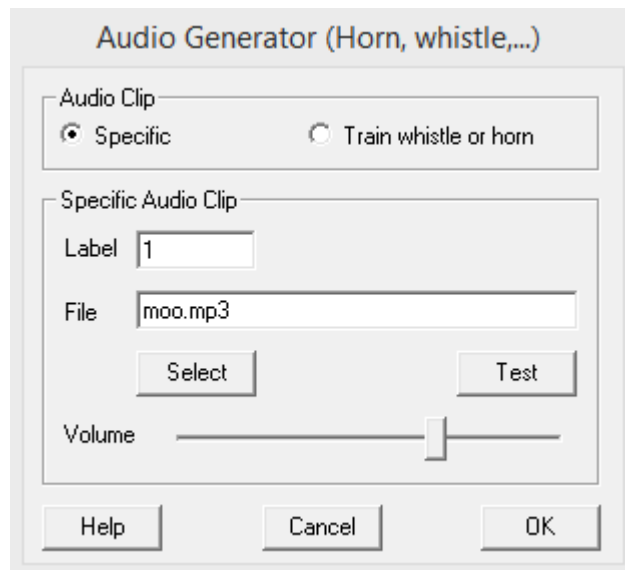 Audio Generator (Horn, whistle,...)
Audio Clip
Specific
Train whistle or horn
Specific Audio Clip
Label 1
File moo.mp3
Select
Test
Volume
Help
Cancel
OK